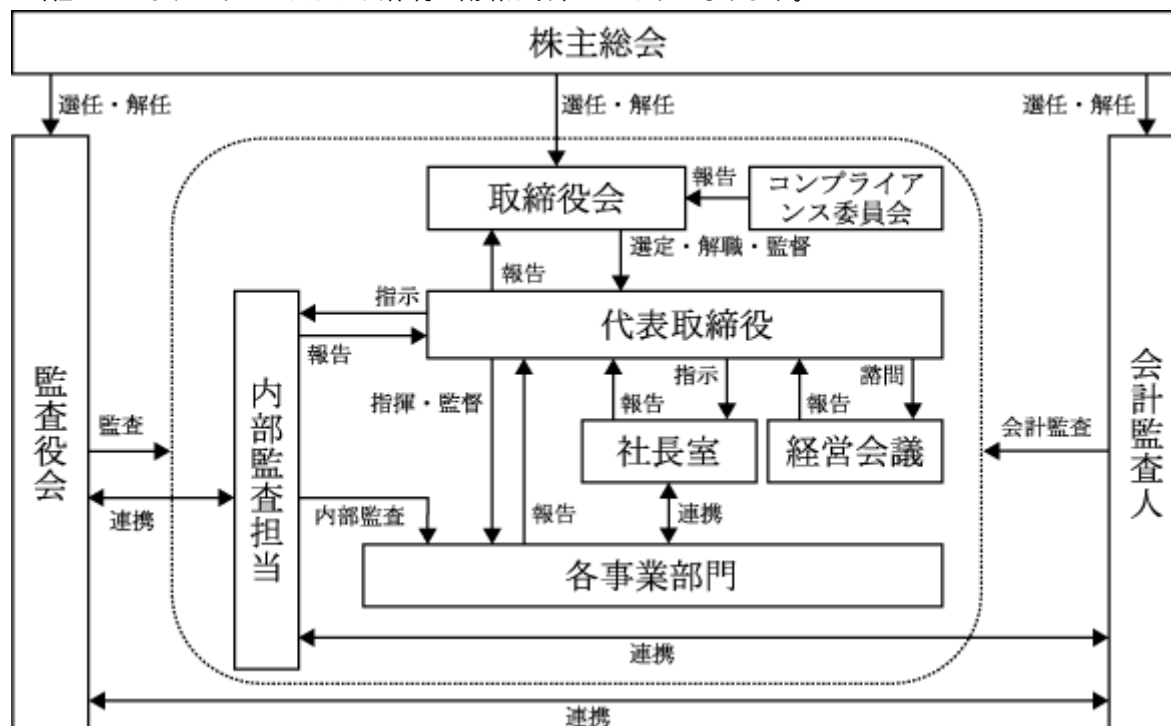 株主総会
選任・解任
選任・解任
選任・解任
取締役会
報告
コンプライア
ンス委員会
選定・解職・監督
報告
指示
代表取締役
報告
指揮・監督
報告
指示
報告
諮問
監査役会
監査
内部監査担当
社長室
経営会議
会計監査
会計監査人
連携
内部監査
報告
連携
各事業部門
連携
連携